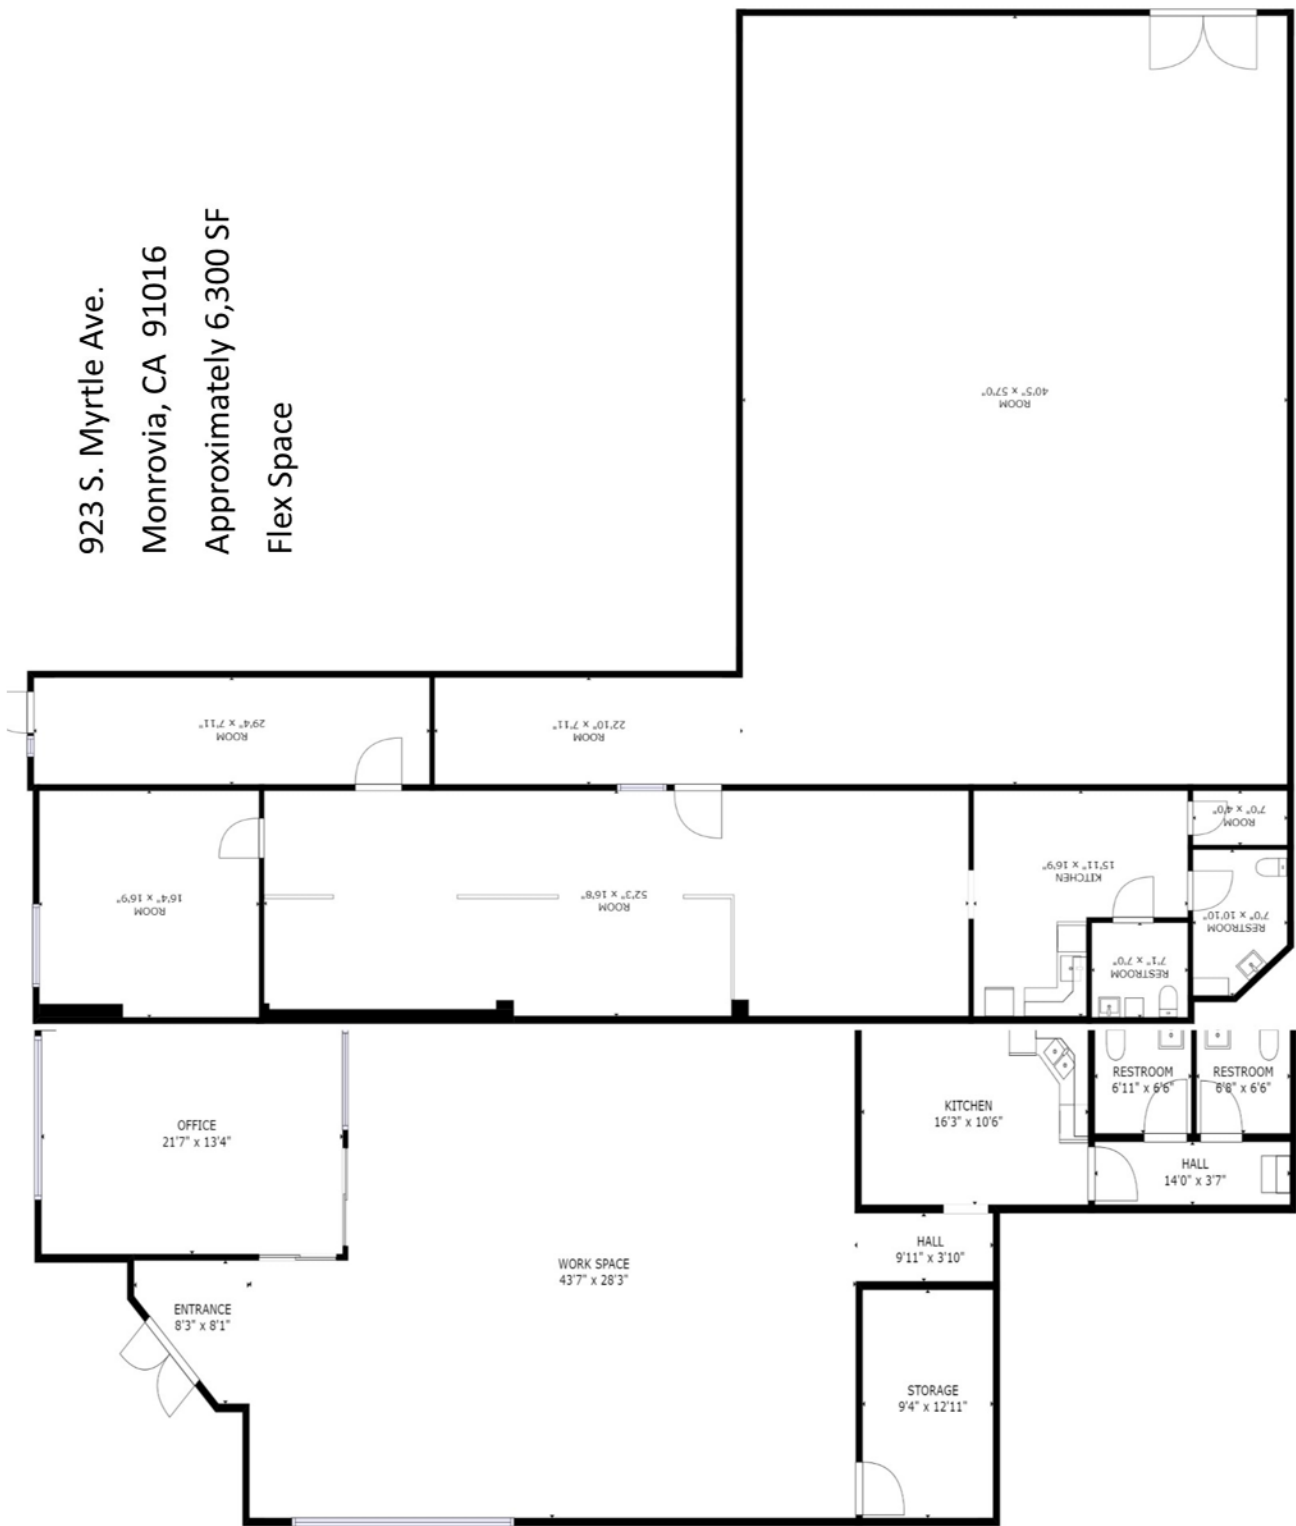 923 S. Myrtle Ave.
Monrovia, CA 91016
Approximately 6,300 SF
Flex Space
ROOM
40'5" x 57'0"
ROOM
29'4" x 7'11"
ROOM
22'10" x 7'11"
ROOM
16'4" x 16'9"
ROOM
52'3" x 16'8"
KITCHEN
15'11" x 16'9"
ROOM
7'0" x 4'0"
RESTROOM
7'0" x 10'10"
RESTROOM
7'1" x 7'0"
OFFICE
21'7" x 13'4"
KITCHEN
16'3" x 10'6"
RESTROOM
6'11" x 6'6"
RESTROOM
6'8" x 6'6"
HALL
14'0" x 3'7"
HALL
9'11" x 3'10"
WORK SPACE
43'7" x 28'3"
ENTRANCE
8'3" x 8'1"
STORAGE
9'4" x 12'11"